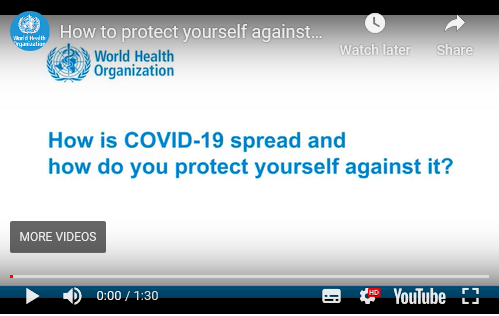 How to protect yourself against...
Watch later
Share
World Health
Organization
World Health
Organization
How is COVID-19 spread and
how do you protect yourself against it?
MORE VIDEOS
0:00 / 1:30
HD
YouTube